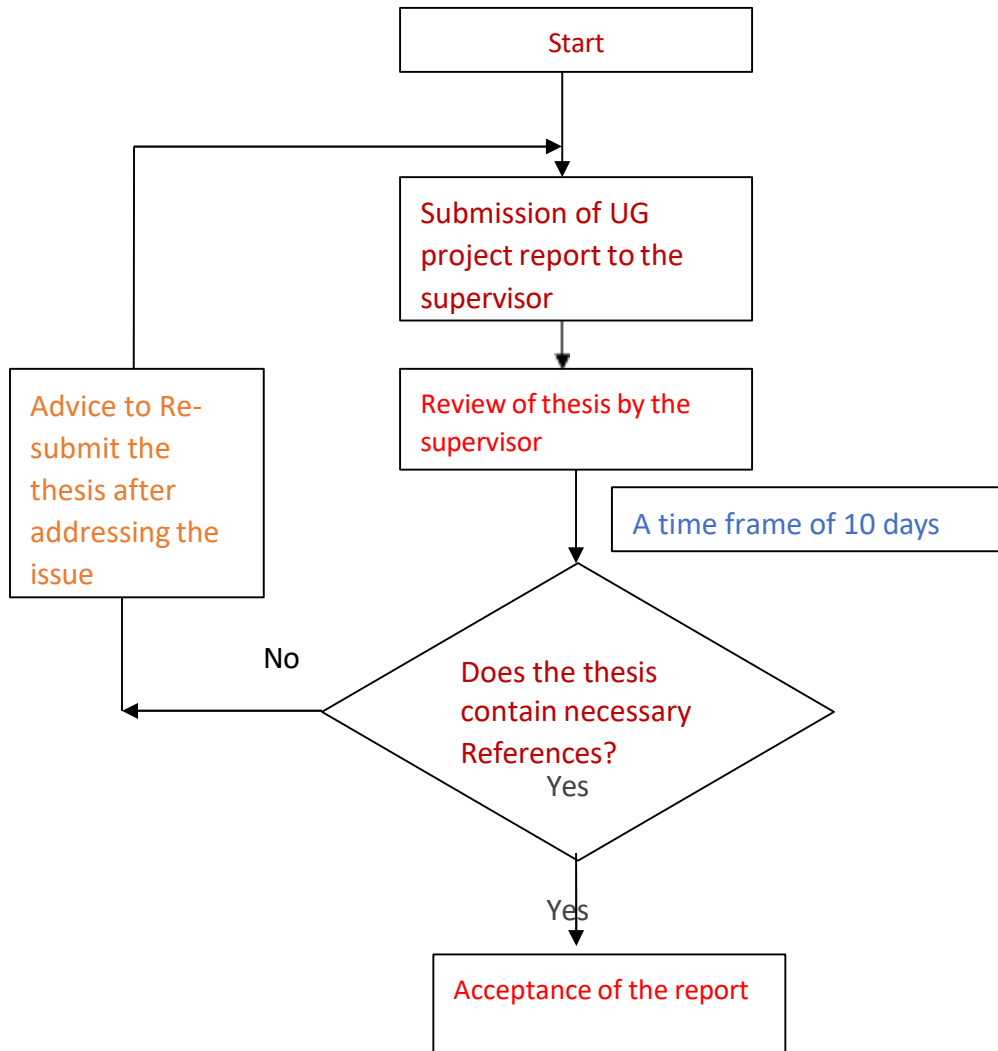 Start
Submission of UG
project report to the
supervisor
Advice to Re-
submit the
thesis after
addressing the
issue
Review of thesis by the
supervisor
A time frame of 10 days
No
Does the thesis
contain necessary
References?
Yes
Yes
Acceptance of the report